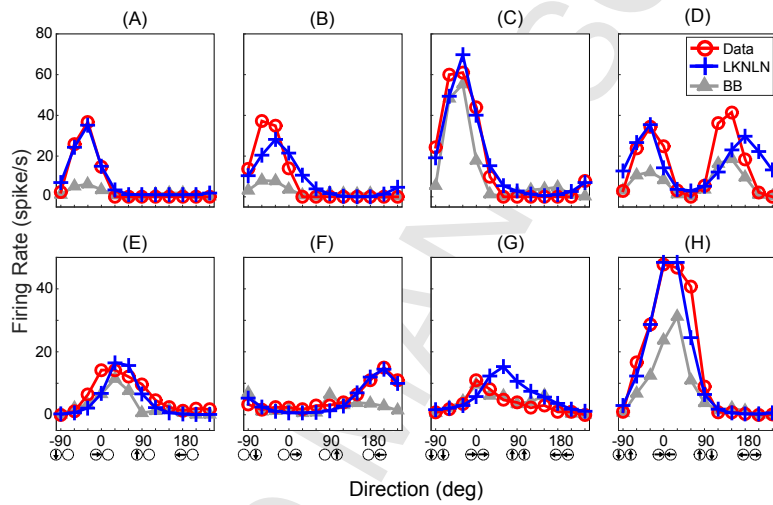 (A) (B) (C) (D)
Firing Rate (spike/s)
80
60
40
20
0
Data
LKNLN
BB
(E) (F) (G) (H)
40
20
0
-90 0 90 180 -90 0 90 180 -90 0 90 180 -90 0 90 180
Direction (deg)